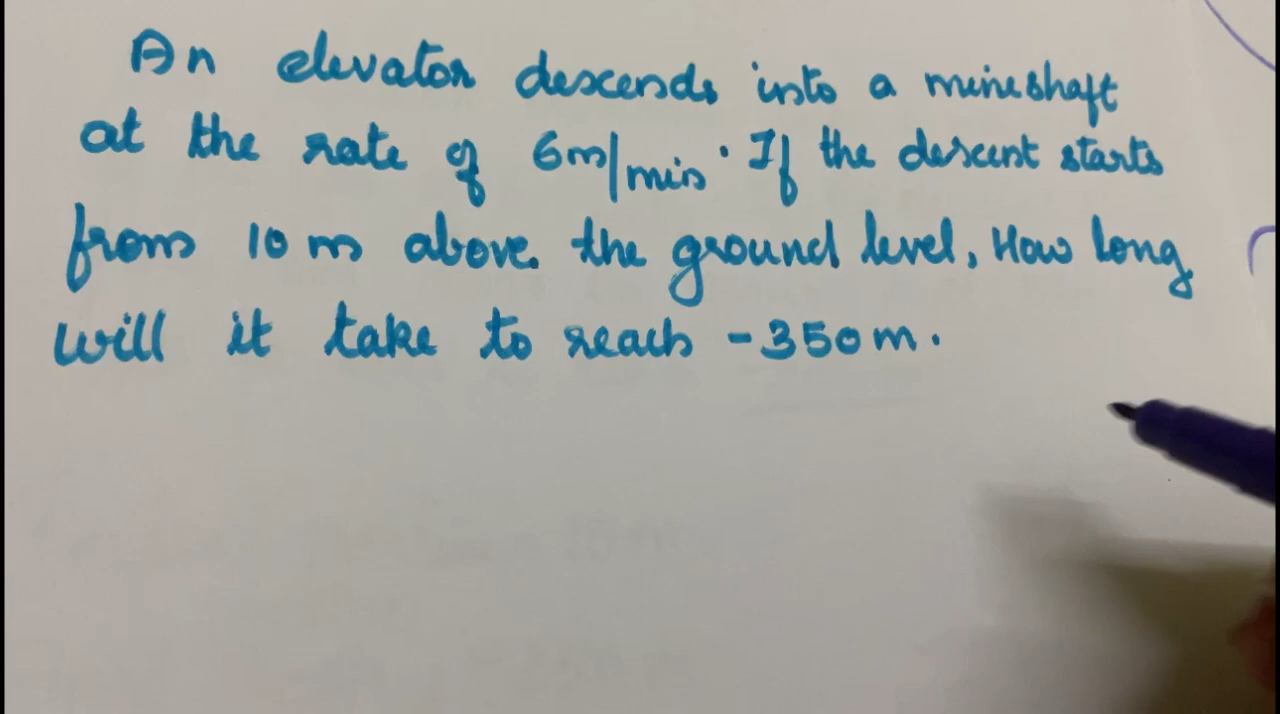 An elevator descends into a mineshaft
at the rate of 6m/min. If the descent starts
from 10 m above the ground level, How long
will it take to reach -350m.